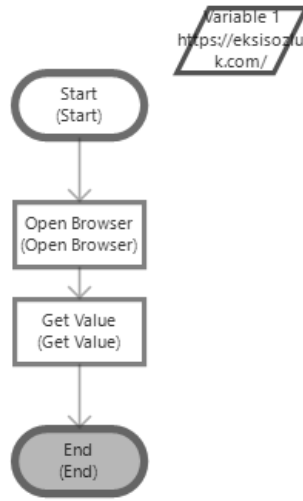 Variable 1
https://eksisozlu
k.com/
Start
(Start)
Open Browser
(Open Browser)
Get Value
(Get Value)
End
(End)